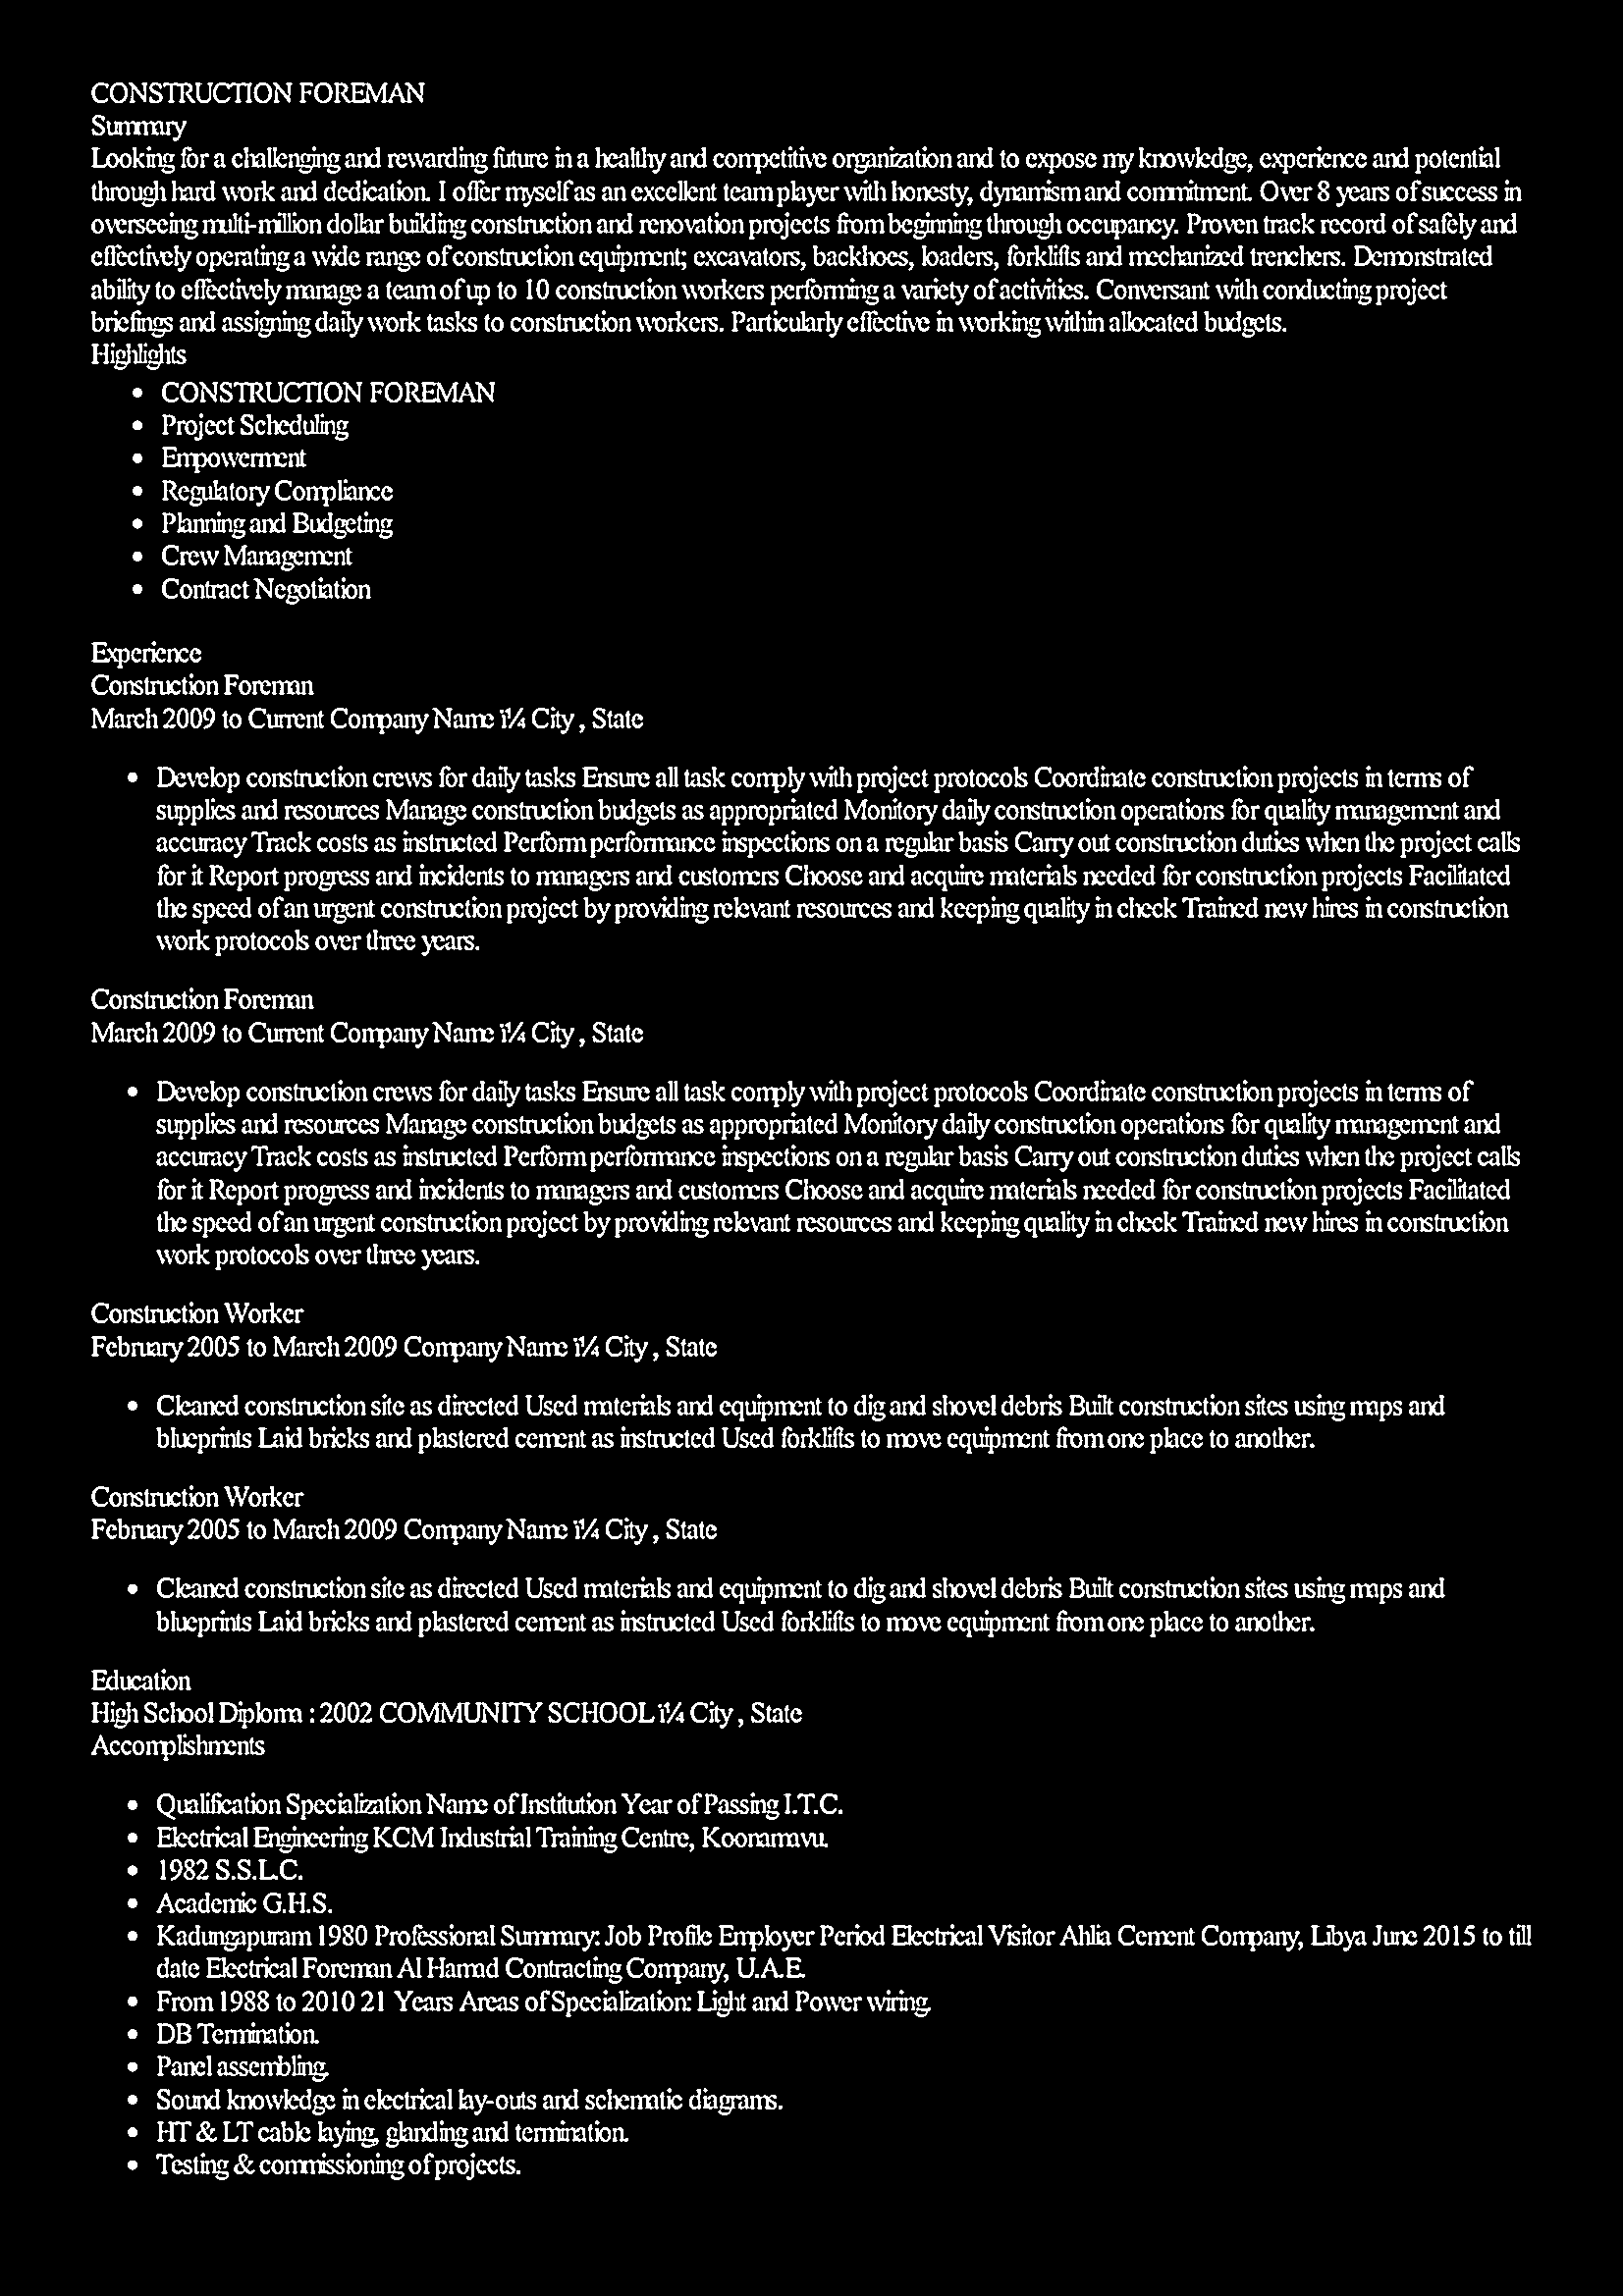 CONSTRUCTION FOREMAN
Summary
Looking for a challenging and rewarding future in a healthy and competitive organization and to expose my knowledge, experience and potential
through hard work and dedication. I offer myself as an excellent team player with honesty, dynamism and commitment. Over 8 years of success in
overseeing multi-million dollar building construction and renovation projects from beginning through occupancy. Proven track record of safely and
effectively operating a wide range of construction equipment; excavators, backhoes, loaders, forklifts and mechanized trenchers. Demonstrated
ability to effectively manage a team of up to 10 construction workers performing a variety of activities. Conversant with conducting project
briefings and assigning daily work tasks to construction workers. Particularly effective in working within allocated budgets.
Highlights
• CONSTRUCTION FOREMAN
• Project Scheduling
• Empowerment
• Regulatory Compliance
• Planning and Budgeting
• Crew Management
• Contract Negotiation
Experience
Construction Foreman
March 2009 to Current Company Name ï¼ City , State
• Develop construction crews for daily tasks Ensure all task comply with project protocols Coordinate construction projects in terms of
supplies and resources Manage construction budgets as appropriated Monitory daily construction operations for quality management and
accuracy Track costs as instructed Perform performance inspections on a regular basis Carry out construction duties when the project calls
for it Report progress and incidents to managers and customers Choose and acquire materials needed for construction projects Facilitated
the speed of an urgent construction project by providing relevant resources and keeping quality in check Trained new hires in construction
work protocols over three years.
Construction Foreman
March 2009 to Current Company Name ï¼ City , State
• Develop construction crews for daily tasks Ensure all task comply with project protocols Coordinate construction projects in terms of
supplies and resources Manage construction budgets as appropriated Monitory daily construction operations for quality management and
accuracy Track costs as instructed Perform performance inspections on a regular basis Carry out construction duties when the project calls
for it Report progress and incidents to managers and customers Choose and acquire materials needed for construction projects Facilitated
the speed of an urgent construction project by providing relevant resources and keeping quality in check Trained new hires in construction
work protocols over three years.
Construction Worker
February 2005 to March 2009 Company Name ï¼ City , State
• Cleaned construction site as directed Used materials and equipment to dig and shovel debris Built construction sites using maps and
blueprints Laid bricks and plastered cement as instructed Used forklifts to move equipment from one place to another.
Construction Worker
February 2005 to March 2009 Company Name ï¼ City , State
• Cleaned construction site as directed Used materials and equipment to dig and shovel debris Built construction sites using maps and
blueprints Laid bricks and plastered cement as instructed Used forklifts to move equipment from one place to another.
Education
High School Diploma : 2002 COMMUNITY SCHOOL ï¼ City , State
Accomplishments
• Qualification Specialization Name of Institution Year of Passing I.T.C.
• Electrical Engineering KCM Industrial Training Centre, Koonamavu.
• 1982 S.S.L.C.
• Academic G.H.S.
• Kadungapuram 1980 Professional Summary: Job Profile Employer Period Electrical Visitor Ahlia Cement Company, Libya June 2015 to till
date Electrical Foreman Al Hamad Contracting Company, U.A.E.
• From 1988 to 2010 21 Years Areas of Specialization: Light and Power wiring.
• DB Termination.
• Panel assembling.
• Sound knowledge in electrical lay-outs and schematic diagrams.
• HT & LT cable laying, glanding and termination.
• Testing & commissioning of projects.